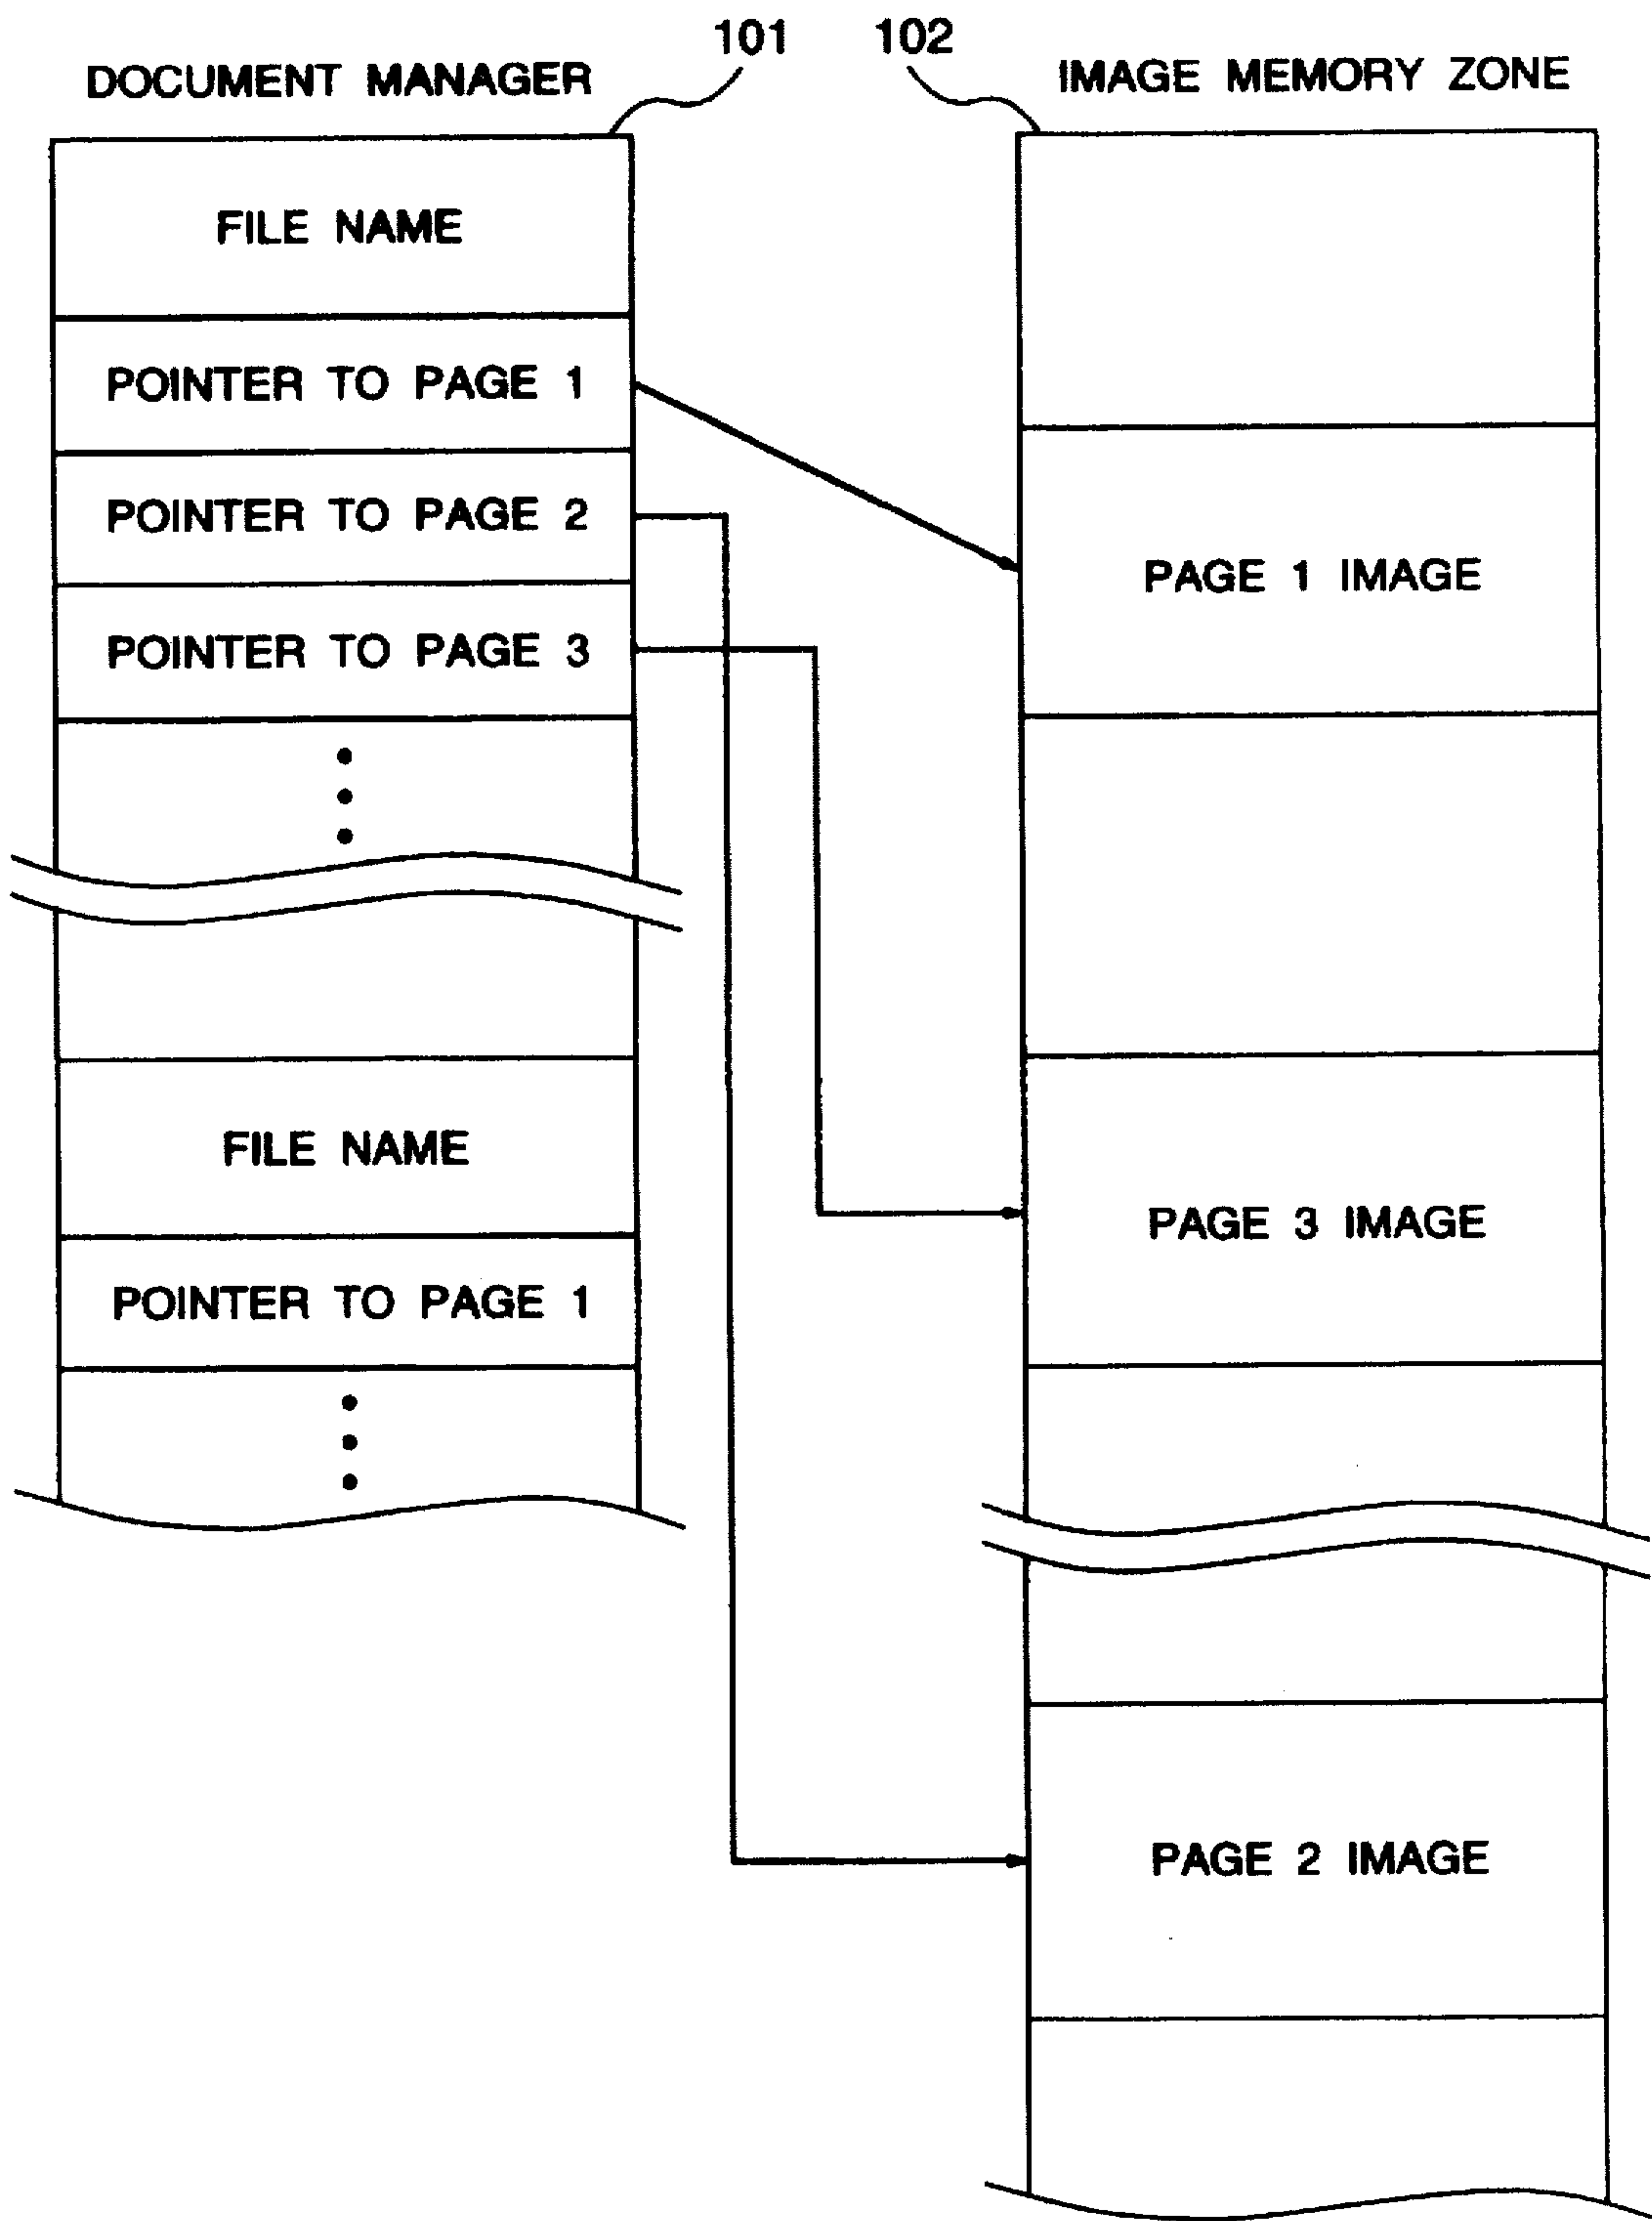 101
102
DOCUMENT MANAGER
IMAGE MEMORY ZONE
FILE NAME
POINTER TO PAGE 1
POINTER TO PAGE 2
POINTER TO PAGE 3
FILE NAME
POINTER TO PAGE 1
PAGE 1 IMAGE
PAGE 3 IMAGE
PAGE 2 IMAGE